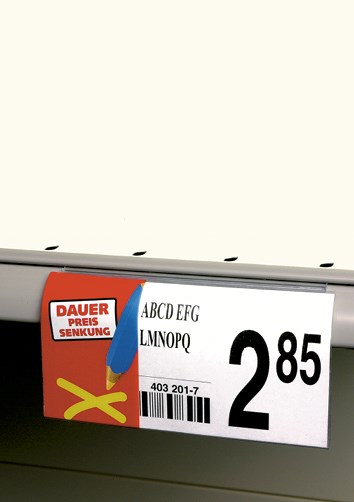 DAUER
PREIS
SENKUNG
ABCD EFG
LMNOPQ
403 201-7
2 85